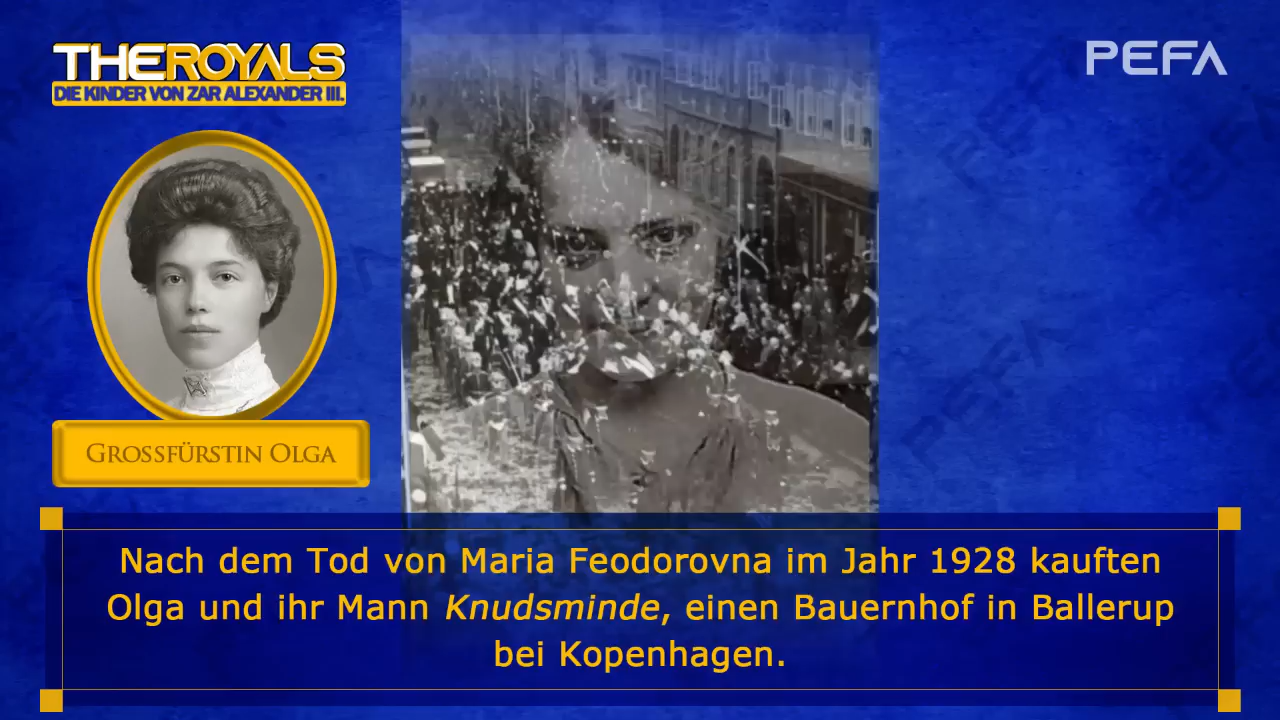 THEROYALS
DIE KINDER VON ZAR ALEXANDER III.
PEFA
GROSSFÜRSTIN OLGA
Nach dem Tod von Maria Feodorovna im Jahr 1928 kauften
Olga und ihr Mann Knudsminde, einen Bauernhof in Ballerup
bei Kopenhagen.